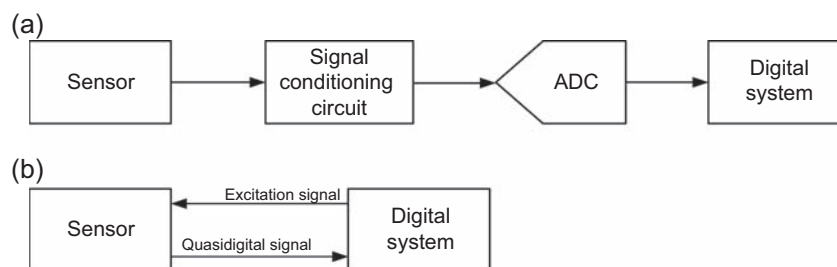 (a)
Sensor
Signal
conditioning
circuit
ADC
Digital
system
(b)
Sensor
Excitation signal
Quasidigital signal
Digital
system